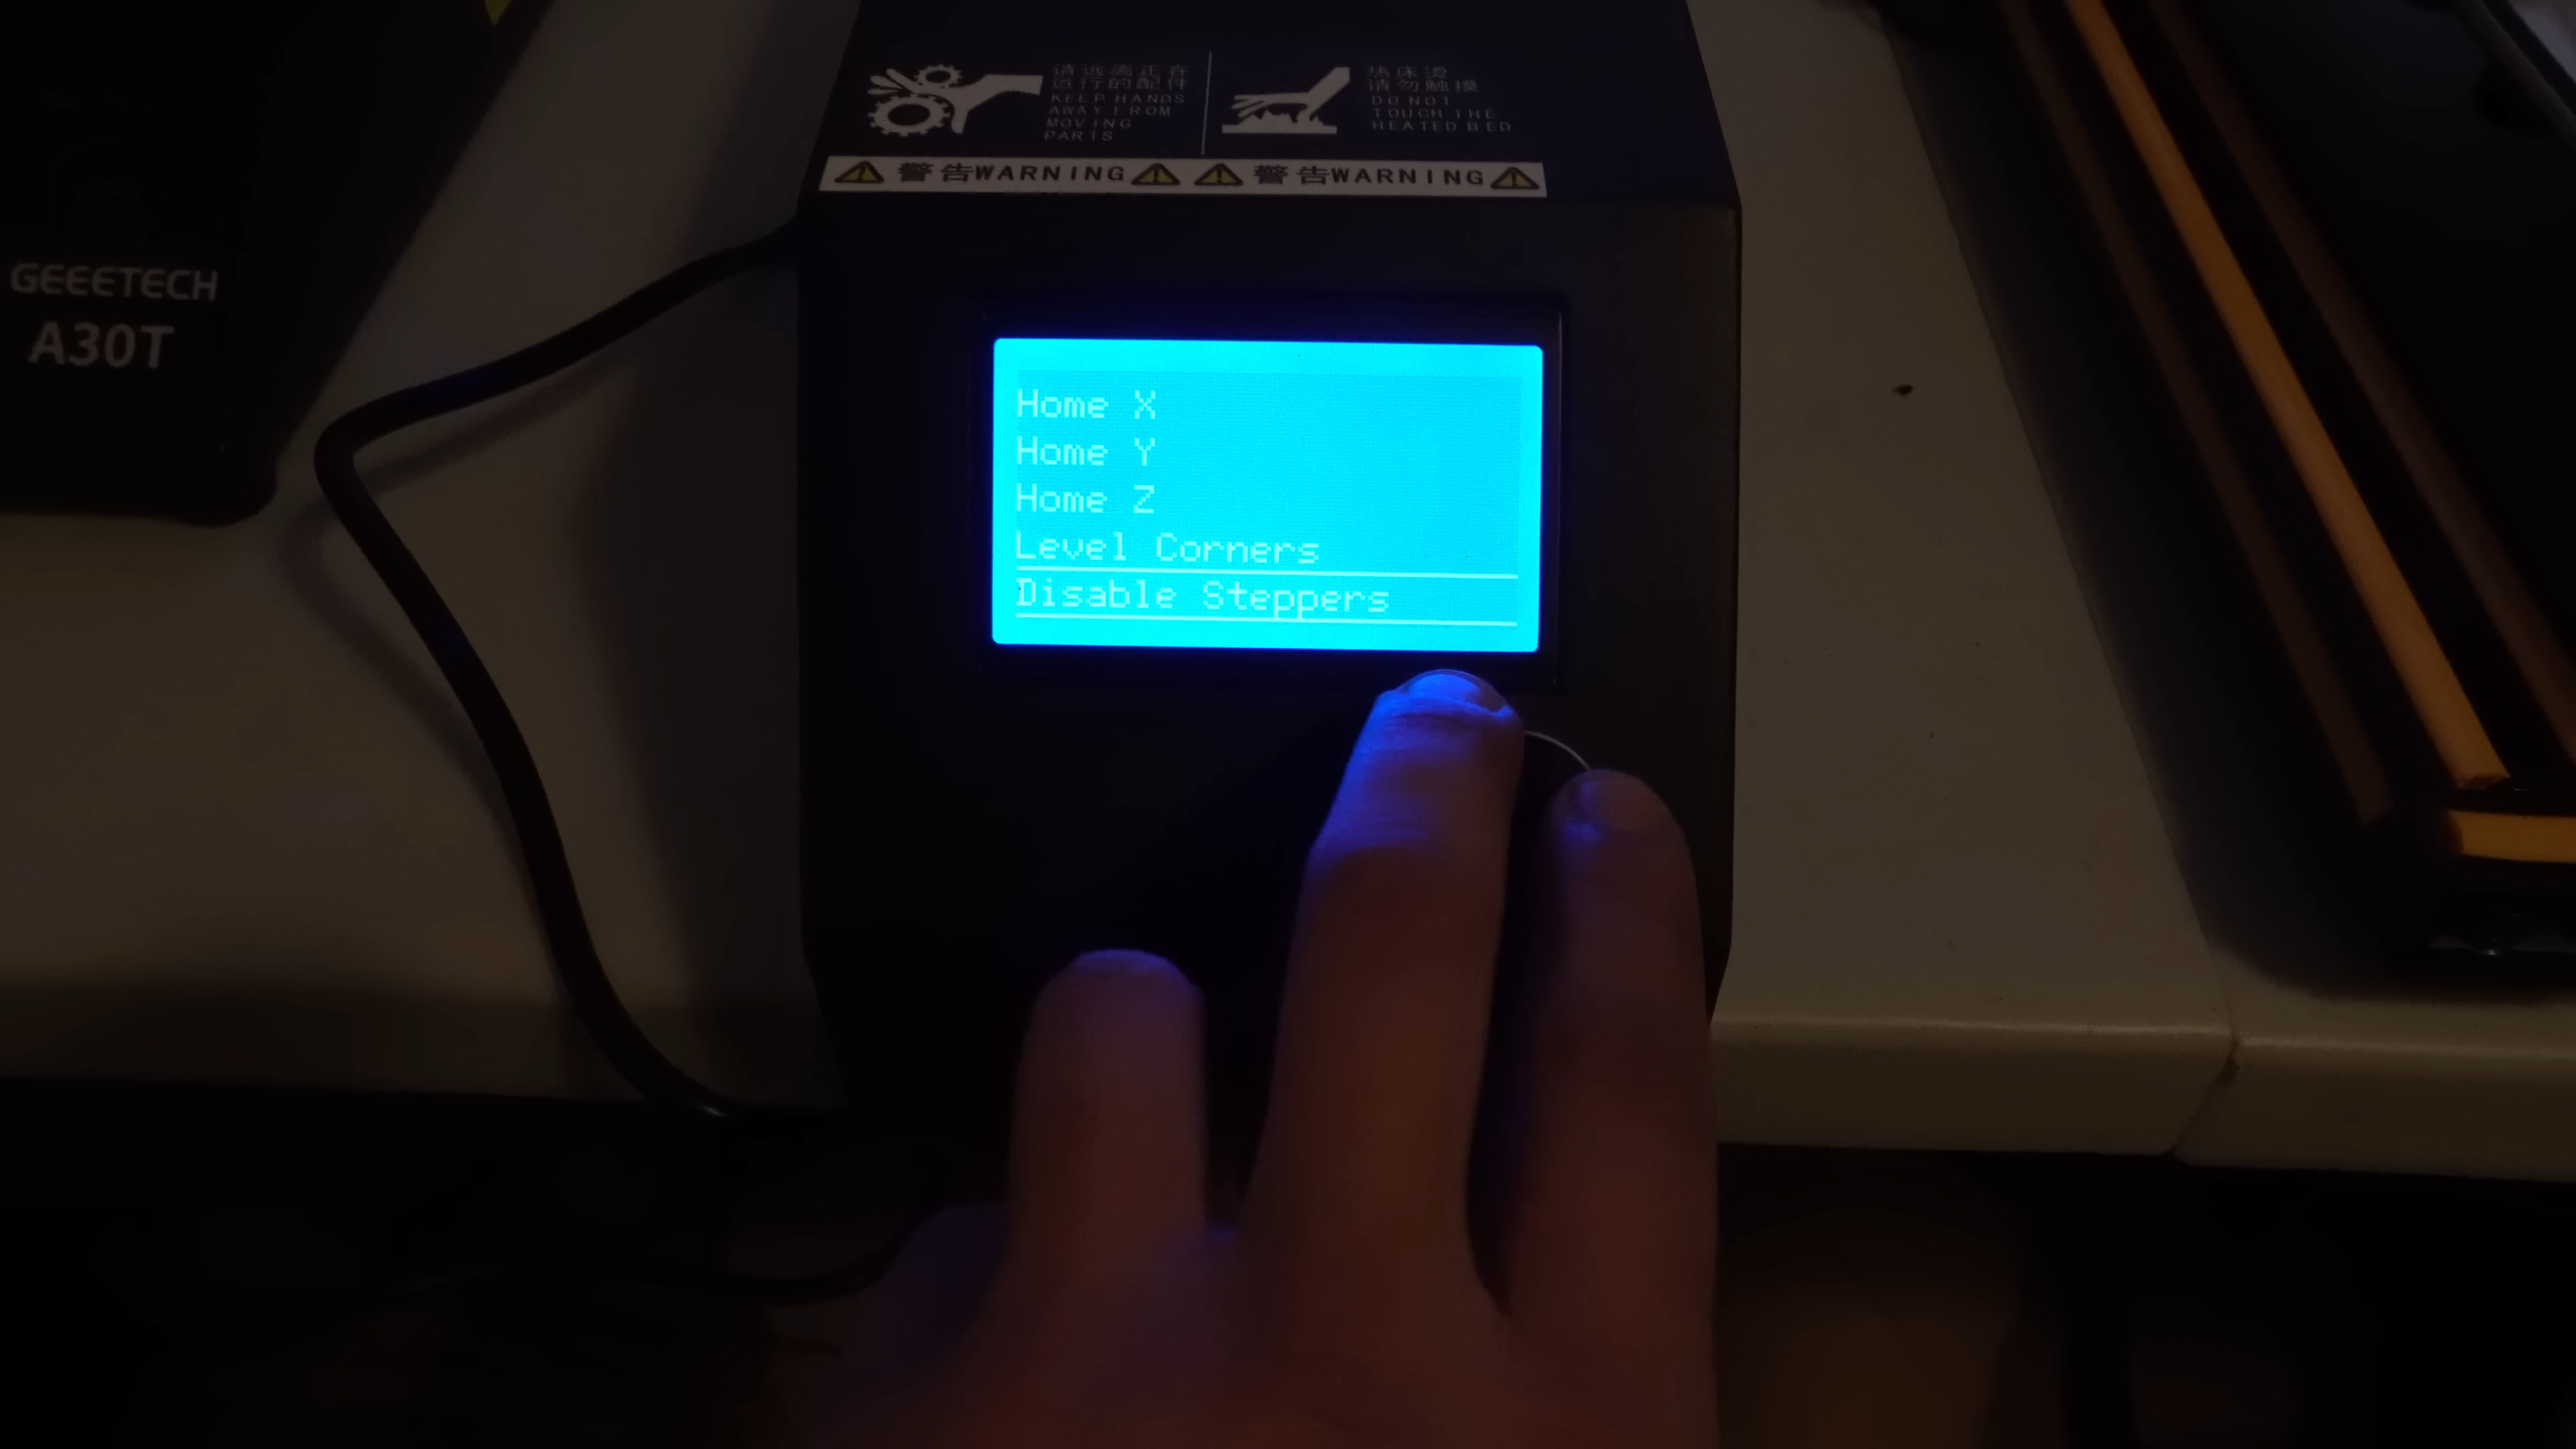 请远离正在
运行的配件
KEEP HANDS
AWAY FROM
MOVING
PARTS
热床烫
请勿触摸
DO NOT
TOUCH THE
HEATED BED
警告WARNING
警告WARNING
GEEETECH
A30T
Home X
Home Y
Home Z
Level Corners
Disable Steppers